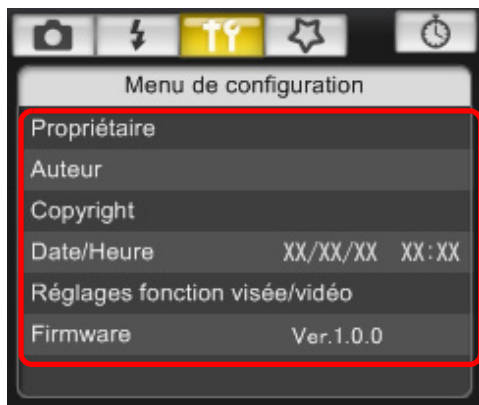 Menu de configuration
Propriétaire
Auteur
Copyright
Date/Heure XX/XX/XX XX:XX
Réglages fonction visée/vidéo
Firmware Ver.1.0.0